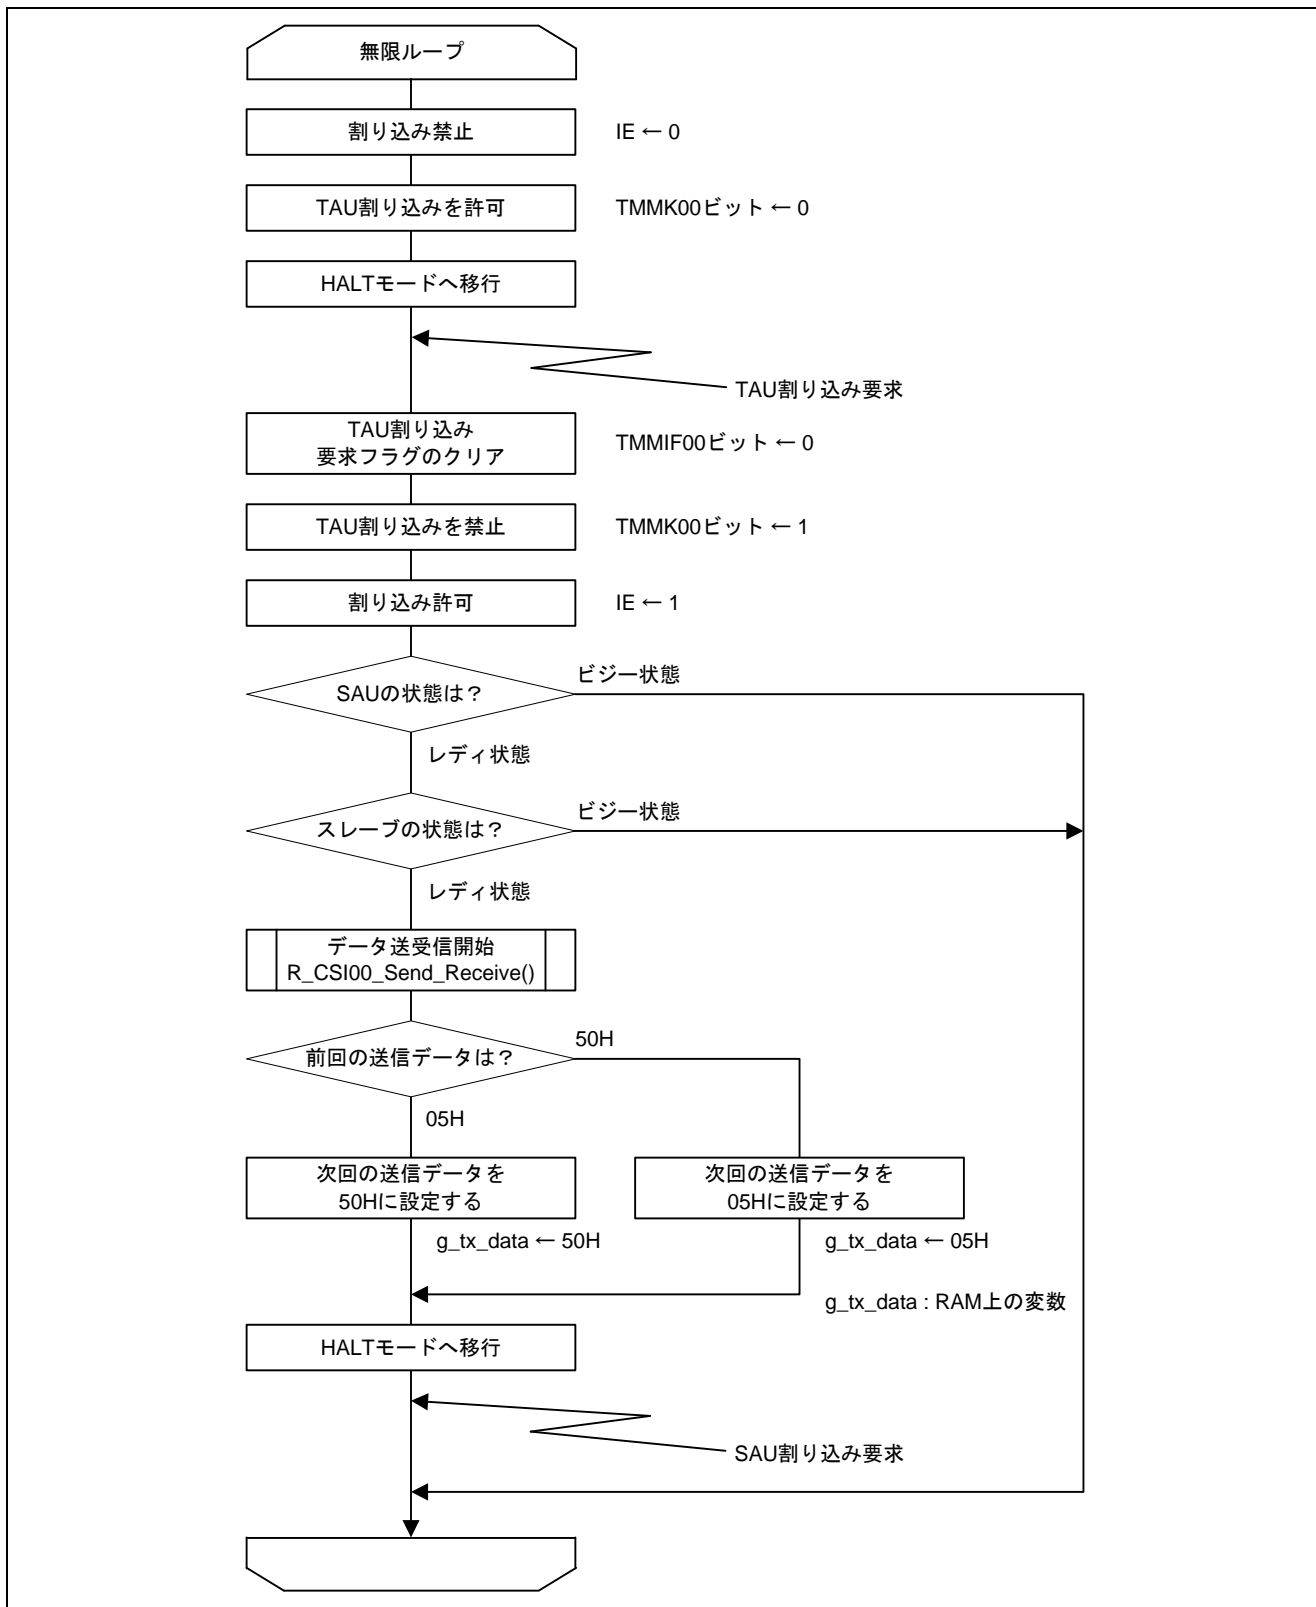 無限ループ
割り込み禁止
IE ← 0
TAU割り込みを許可
TMMK00ビット ← 0
HALTモードへ移行
TAU割り込み要求
TAU割り込み
要求フラグのクリア
TMMIF00ビット ← 0
TAU割り込みを禁止
TMMK00ビット ← 1
割り込み許可
IE ← 1
SAUの状態は？
ビジー状態
レディ状態
スレーブの状態は？
ビジー状態
レディ状態
データ送受信開始
R_CSI00_Send_Receive()
前回の送信データは？
50H
05H
次回の送信データを
50Hに設定する
次回の送信データを
05Hに設定する
g_tx_data ← 50H
g_tx_data ← 05H
g_tx_data : RAM上の変数
HALTモードへ移行
SAU割り込み要求